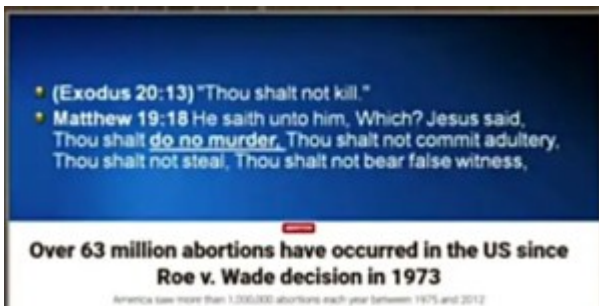 (Exodus 20:13) "Thou shalt not kill."
Matthew 19:18 He saith unto him, Which? Jesus said,
Thou shalt do no murder, Thou shalt not commit adultery,
Thou shalt not steal, Thou shalt not bear false witness,
Over 63 million abortions have occurred in the US since
Roe v. Wade decision in 1973
America saw more than 1,000,000 abortions each year between 1975 and 2012